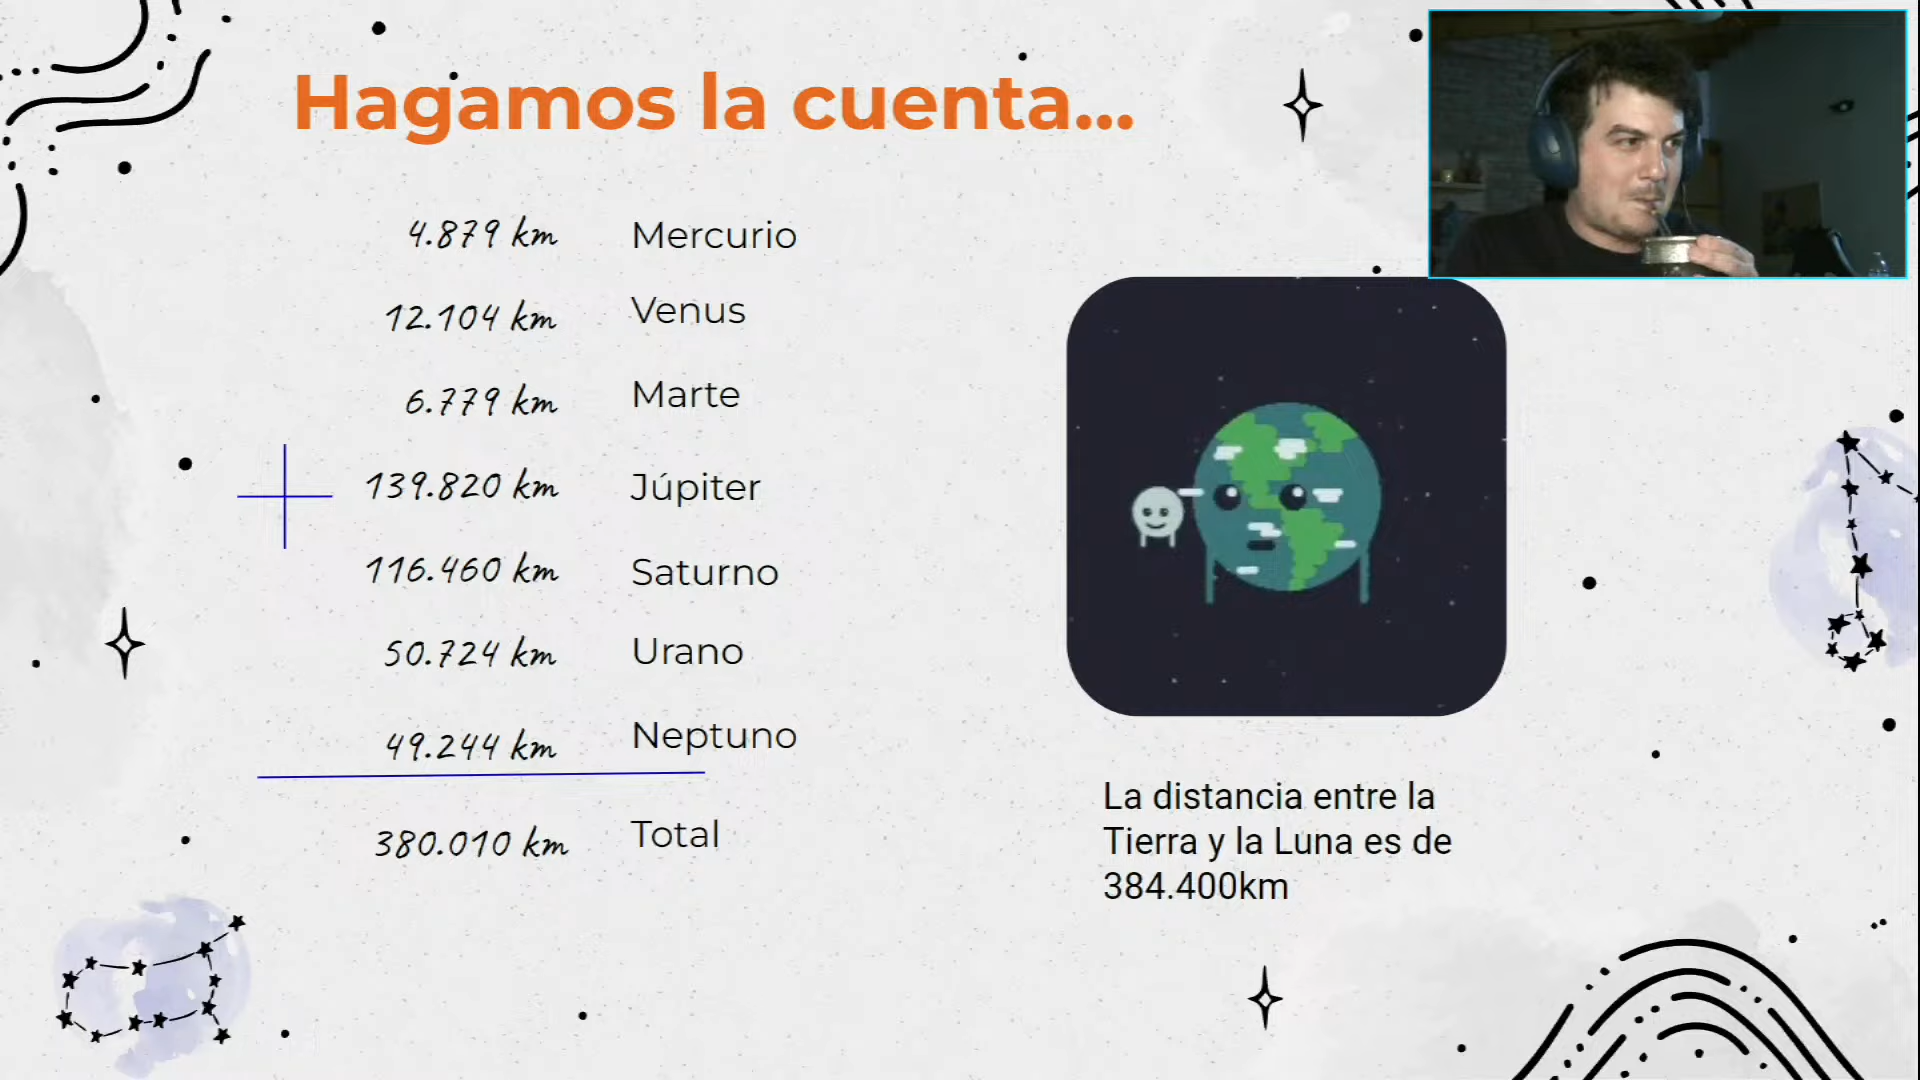 Hagamos la cuenta...
4.879 km Mercurio
12.104 km Venus
6.779 km Marte
139.820 km Júpiter
116.460 km Saturno
50.724 km Urano
49.244 km Neptuno
380.010 km Total
La distancia entre la
Tierra y la Luna es de
384.400km